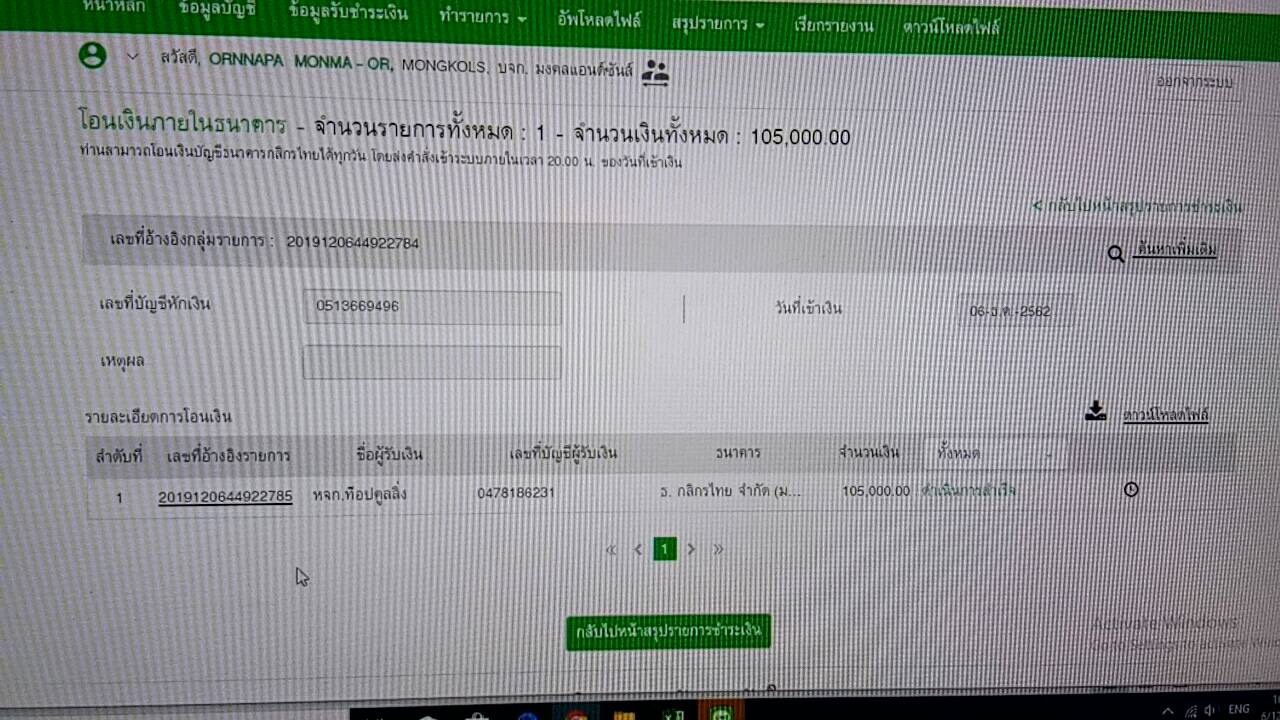 หน้าหลัก ข้อมูลบัญชี ข้อมูลรับชำระเงิน ทำรายการ อัพโหลดไฟล์ สรุปรายการ เรียกรายงาน ดาวน์โหลดไฟล์
สวัสดี, ORNNAPA MONMA-OR, MONGKOLS, บจก. มงคลแอนด์ซันส์
ออกจากระบบ
โอนเงินภายในธนาคาร - จำนวนรายการทั้งหมด : 1 - จำนวนเงินทั้งหมด : 105,000.00
ท่านสามารถโอนเงินบัญชีธนาคารกสิกรไทยได้ทุกวัน โดยส่งคำสั่งเข้าระบบภายในเวลา 20.00 น. ของวันที่เข้าเงิน
< กลับไปหน้าสรุปรายการชำระเงิน
เลขที่อ้างอิงกลุ่มรายการ : 2019120644922784 ค้นหาเพิ่มเติม
เลขที่บัญชีหักเงิน 0513669496 วันที่เข้าเงิน 06-ธ.ค.-2562
เหตุผล
รายละเอียดการโอนเงิน ดาวน์โหลดไฟล์
ลำดับที่ เลขที่อ้างอิงรายการ ชื่อผู้รับเงิน เลขที่บัญชีผู้รับเงิน ธนาคาร จำนวนเงิน ทั้งหมด
1 2019120644922785 หจก.ท๊อปคูลลิ่ง 0478186231 ธ. กสิกรไทย จำกัด (ม... 105,000.00 ดำเนินการสำเร็จ
« < 1 > »
กลับไปหน้าสรุปรายการชำระเงิน
Activate Windows
ENG